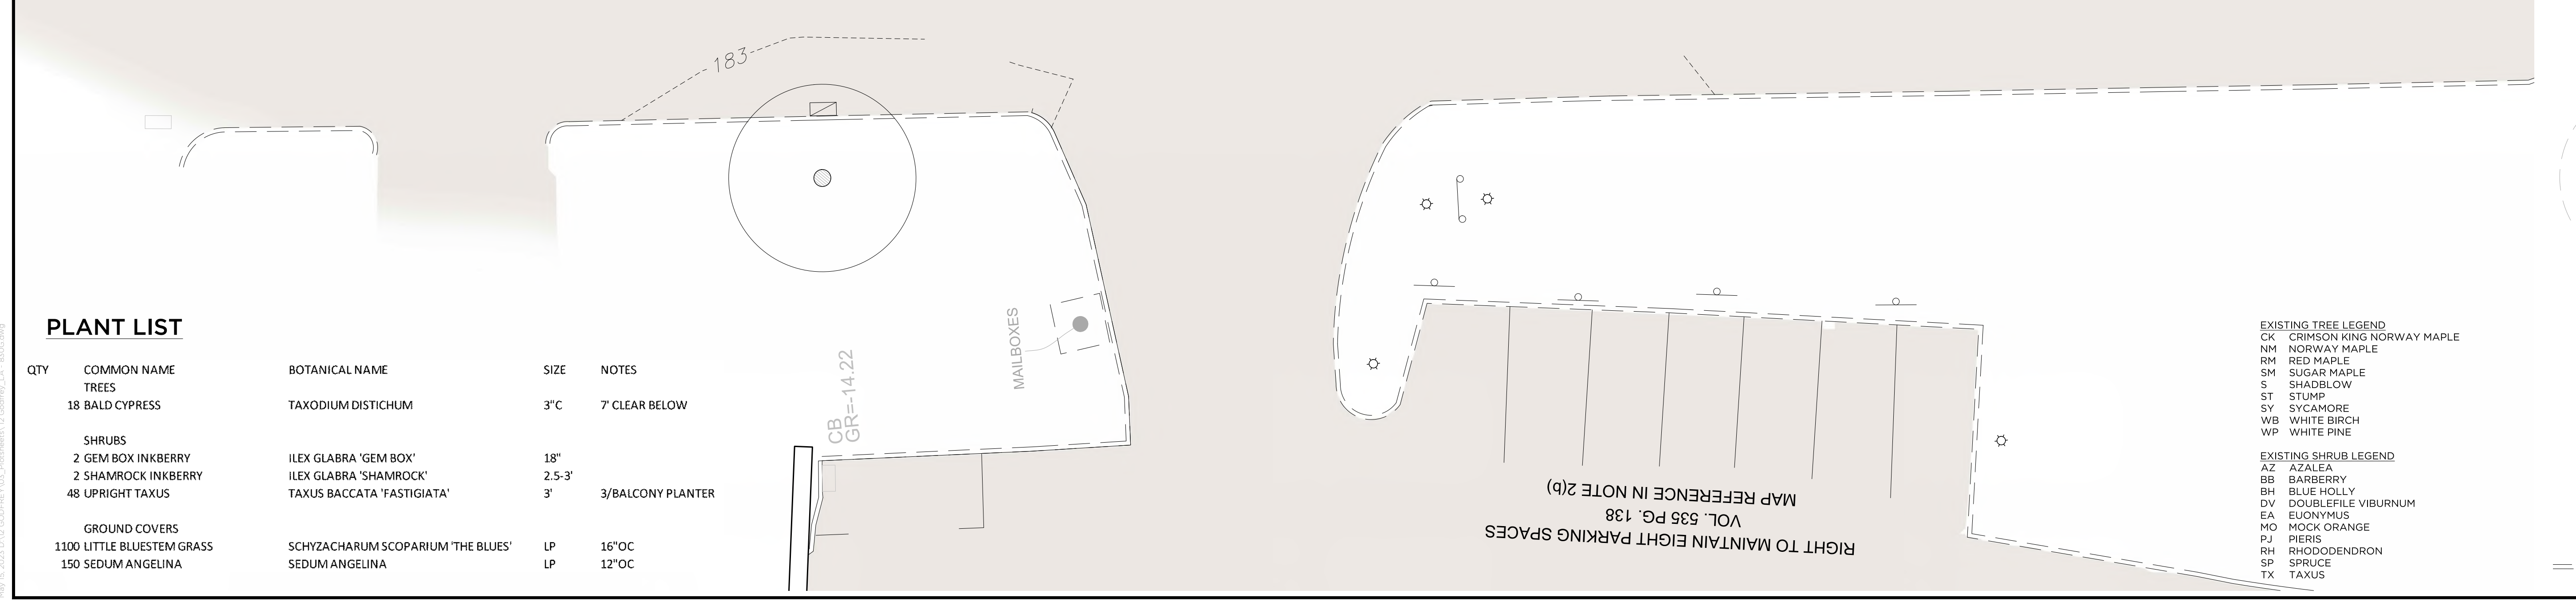 183
PLANT LIST
QTY COMMON NAME BOTANICAL NAME SIZE NOTES
TREES
18 BALD CYPRESS TAXODIUM DISTICHUM 3"C 7' CLEAR BELOW
SHRUBS
2 GEM BOX INKBERRY ILEX GLABRA 'GEM BOX' 18"
2 SHAMROCK INKBERRY ILEX GLABRA 'SHAMROCK' 2.5-3'
48 UPRIGHT TAXUS TAXUS BACCATA 'FASTIGIATA' 3' 3/BALCONY PLANTER
GROUND COVERS
1100 LITTLE BLUESTEM GRASS SCHYZACHARUM SCOPARIUM 'THE BLUES' LP 16"OC
150 SEDUM ANGELINA SEDUM ANGELINA LP 12"OC
CB
GR=-14.22
MAILBOXES
RIGHT TO MAINTAIN EIGHT PARKING SPACES
VOL. 535 PG. 138
MAP REFERENCE IN NOTE 2(b)
EXISTING TREE LEGEND
CK CRIMSON KING NORWAY MAPLE
NM NORWAY MAPLE
RM RED MAPLE
SM SUGAR MAPLE
S SHADBLOW
ST STUMP
SY SYCAMORE
WB WHITE BIRCH
WP WHITE PINE
EXISTING SHRUB LEGEND
AZ AZALEA
BB BARBERRY
BH BLUE HOLLY
DV DOUBLEFILE VIBURNUM
EA EUONYMUS
MO MOCK ORANGE
PJ PIERIS
RH RHODODENDRON
SP SPRUCE
TX TAXUS